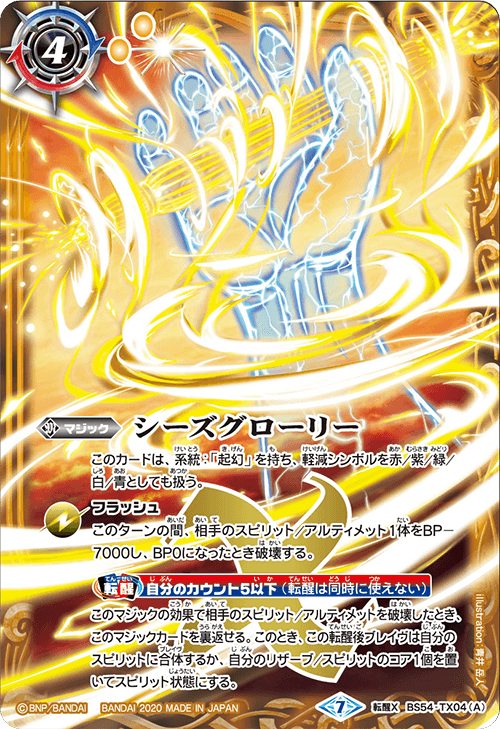 4
マジック
シーズグローリー
このカードは、系統:「起幻」を持ち、軽減シンボルを赤/紫/緑/
白/青としても扱う。
フラッシュ
このターンの間、相手のスピリット/アルティメット1体をBP-
7000し、BP0になったとき破壊する。
転醒 自分のカウント5以下(転醒は同時に使えない)
このマジックの効果で相手のスピリット/アルティメットを破壊したとき、
このマジックカードを裏返せる。このとき、この転醒後ブレイヴは自分の
スピリットに合体するか、自分のリザーブ/スピリットのコア1個を置
いてスピリット状態にする。
illustration:青井 岳人
©BNP/BANDAI BANDAI 2020 MADE IN JAPAN 7 転醒X BS54-TX04(A)